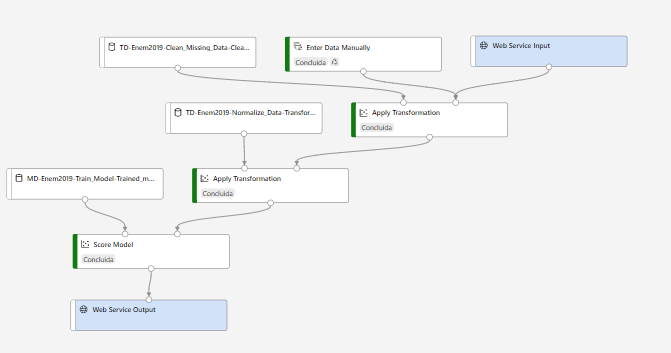 TD-Enem2019-Clean_Missing_Data-Clea...
Enter Data Manually
Concluída
Web Service Input
TD-Enem2019-Normalize_Data-Transfor...
Apply Transformation
Concluída
MD-Enem2019-Train_Model-Trained_m...
Apply Transformation
Concluída
Score Model
Concluída
Web Service Output